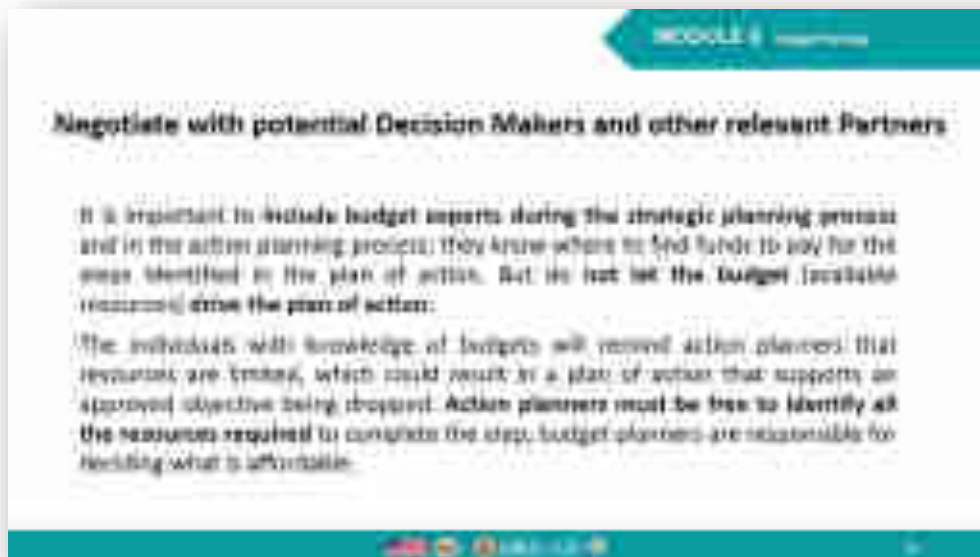 MODULE
Negotiate with potential Decision Makers and other relevant Partners
It is important to include budget experts during the strategic planning process
and in the action planning process; they know where to find funds to pay for the
steps identified in the plan of action. But do not let the budget (available
resources) drive the plan of action.
The individuals with knowledge of budgets will remind action planners that
resources are limited, which could result in a plan of action that supports an
approved objective being dropped. Action planners must be free to identify all
the resources required to complete the step, budget planners are responsible for
deciding what is affordable.